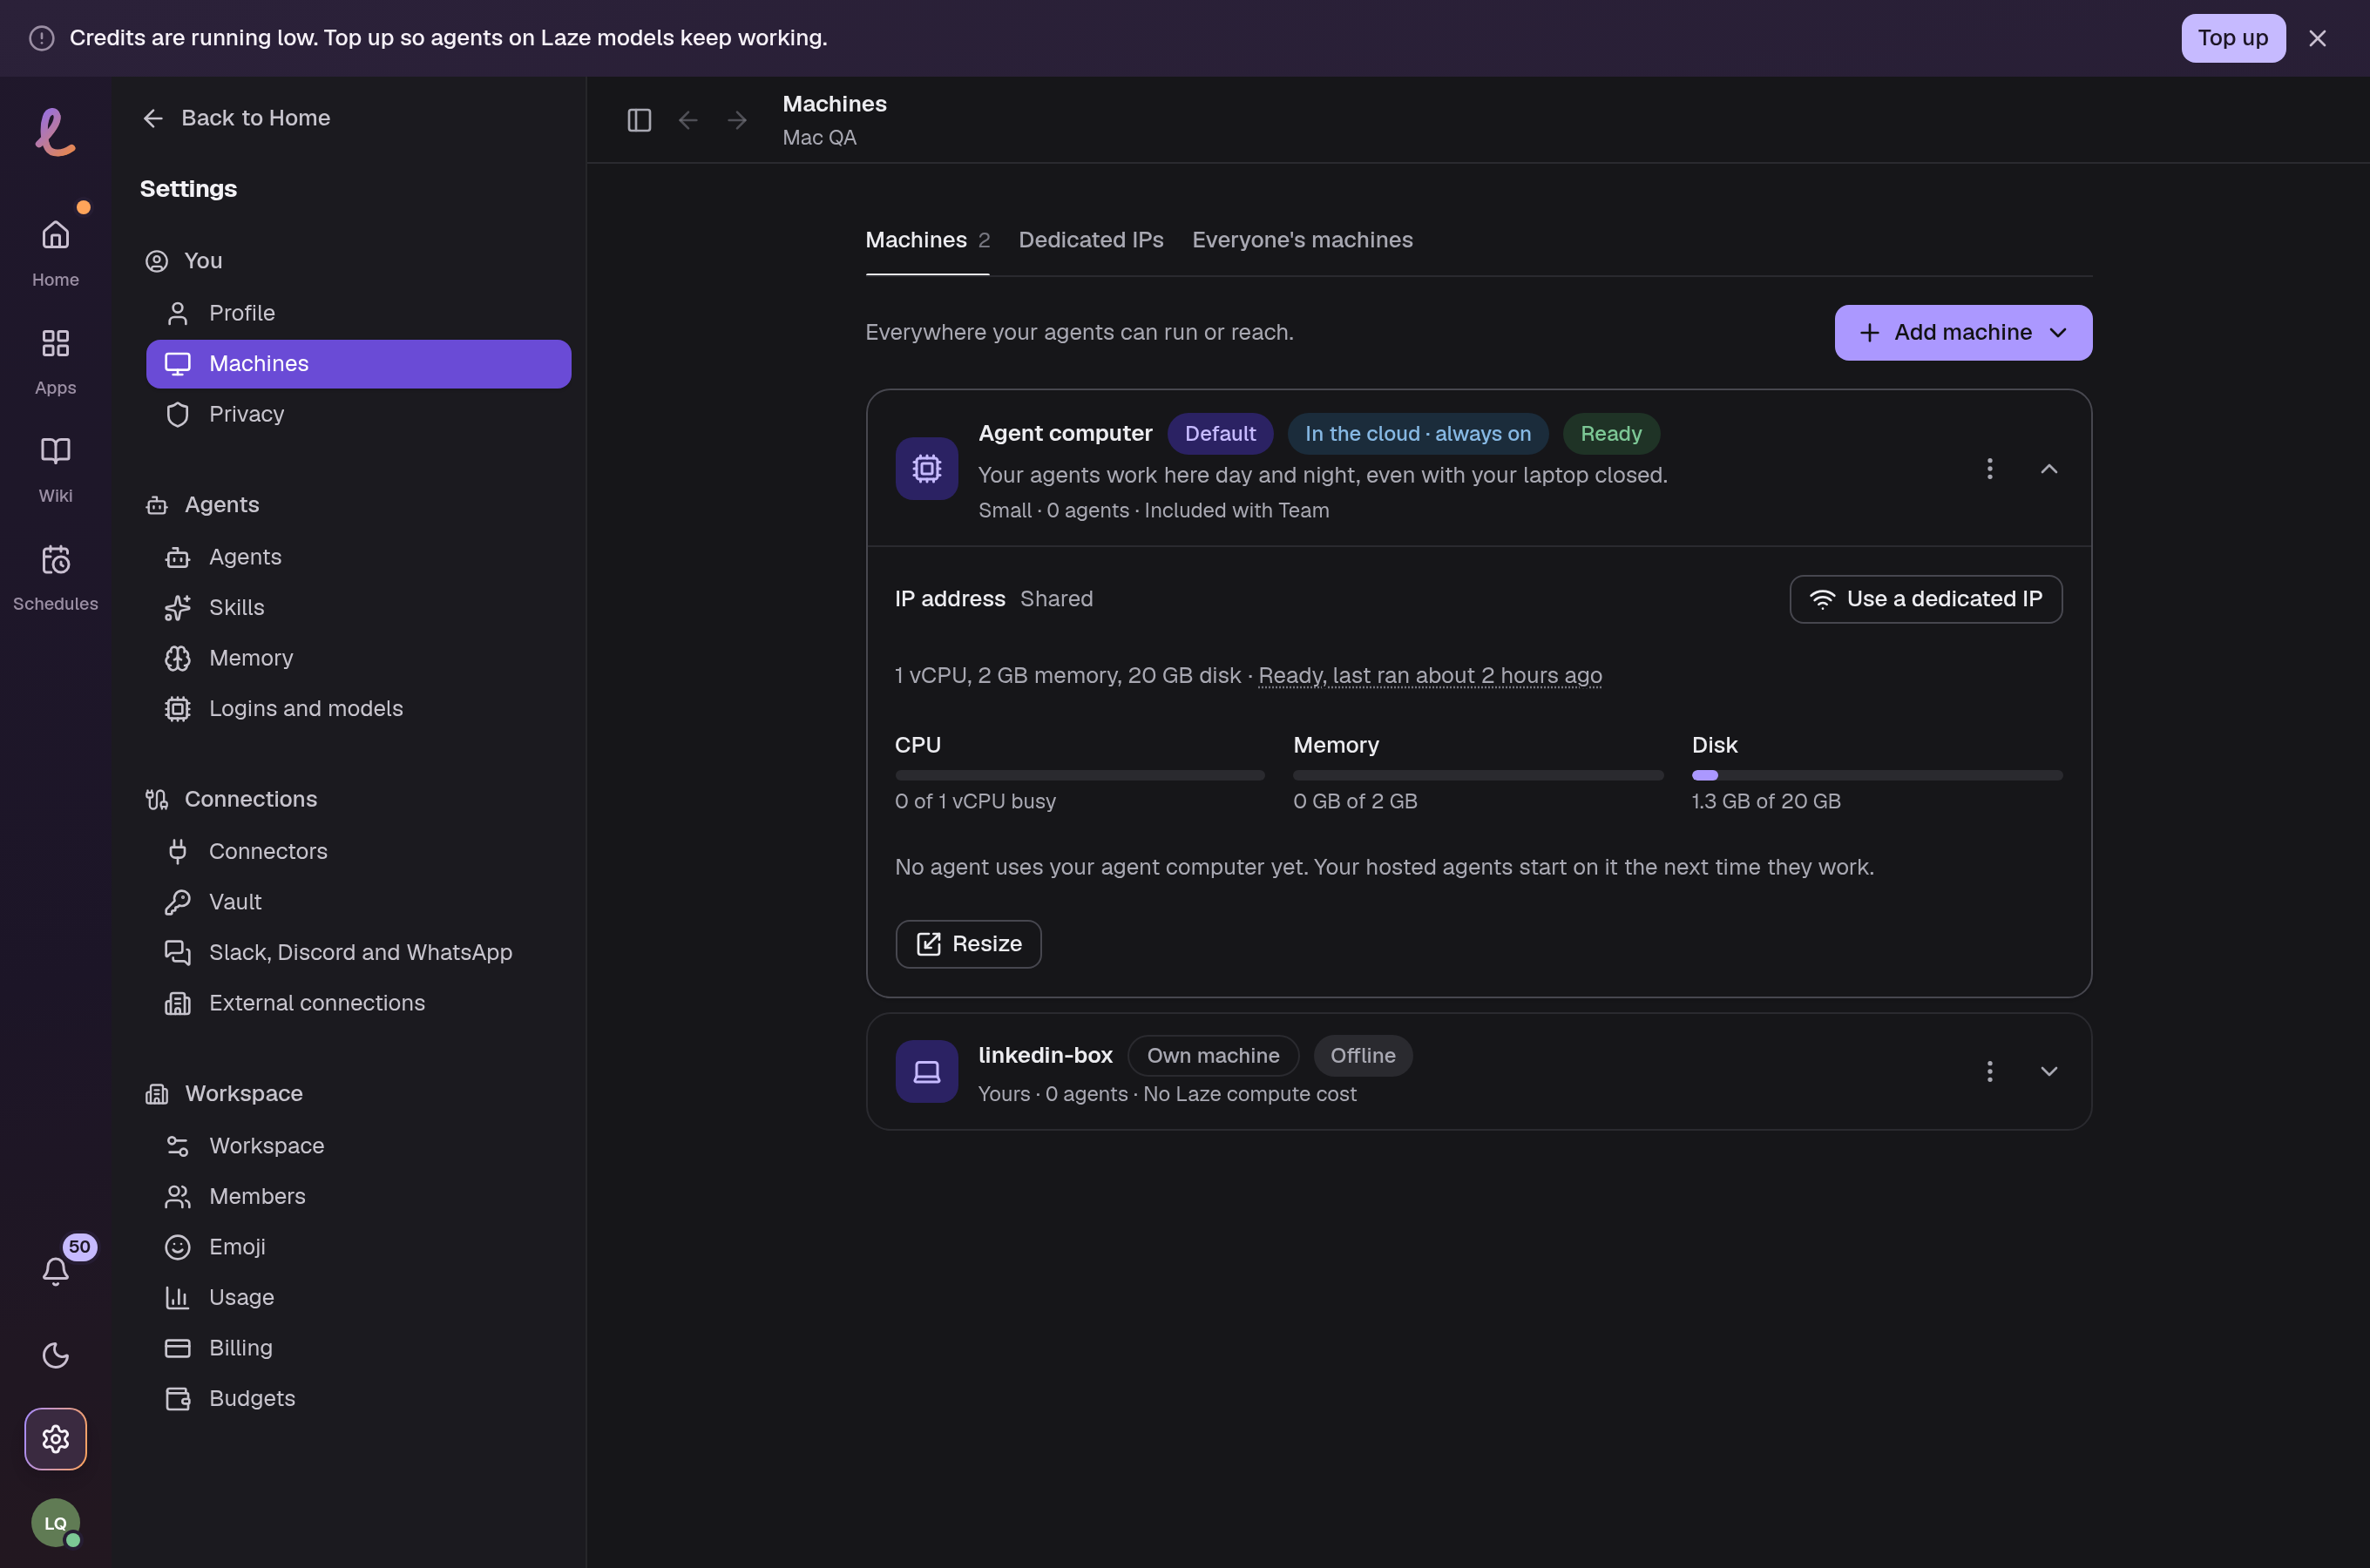 Credits are running low. Top up so agents on Laze models keep working.
Top up
Back to Home
Settings
Home
Apps
Wiki
Schedules
50
LQ
You
Profile
Machines
Privacy
Agents
Agents
Skills
Memory
Logins and models
Connections
Connectors
Vault
Slack, Discord and WhatsApp
External connections
Workspace
Workspace
Members
Emoji
Usage
Billing
Budgets
Machines
Mac QA
Machines 2 Dedicated IPs Everyone's machines
Everywhere your agents can run or reach.
Add machine
Agent computer Default In the cloud · always on Ready
Your agents work here day and night, even with your laptop closed.
Small · 0 agents · Included with Team
IP address Shared
Use a dedicated IP
1 vCPU, 2 GB memory, 20 GB disk · Ready, last ran about 2 hours ago
CPU Memory Disk
0 of 1 vCPU busy 0 GB of 2 GB 1.3 GB of 20 GB
No agent uses your agent computer yet. Your hosted agents start on it the next time they work.
Resize
linkedin-box Own machine Offline
Yours · 0 agents · No Laze compute cost